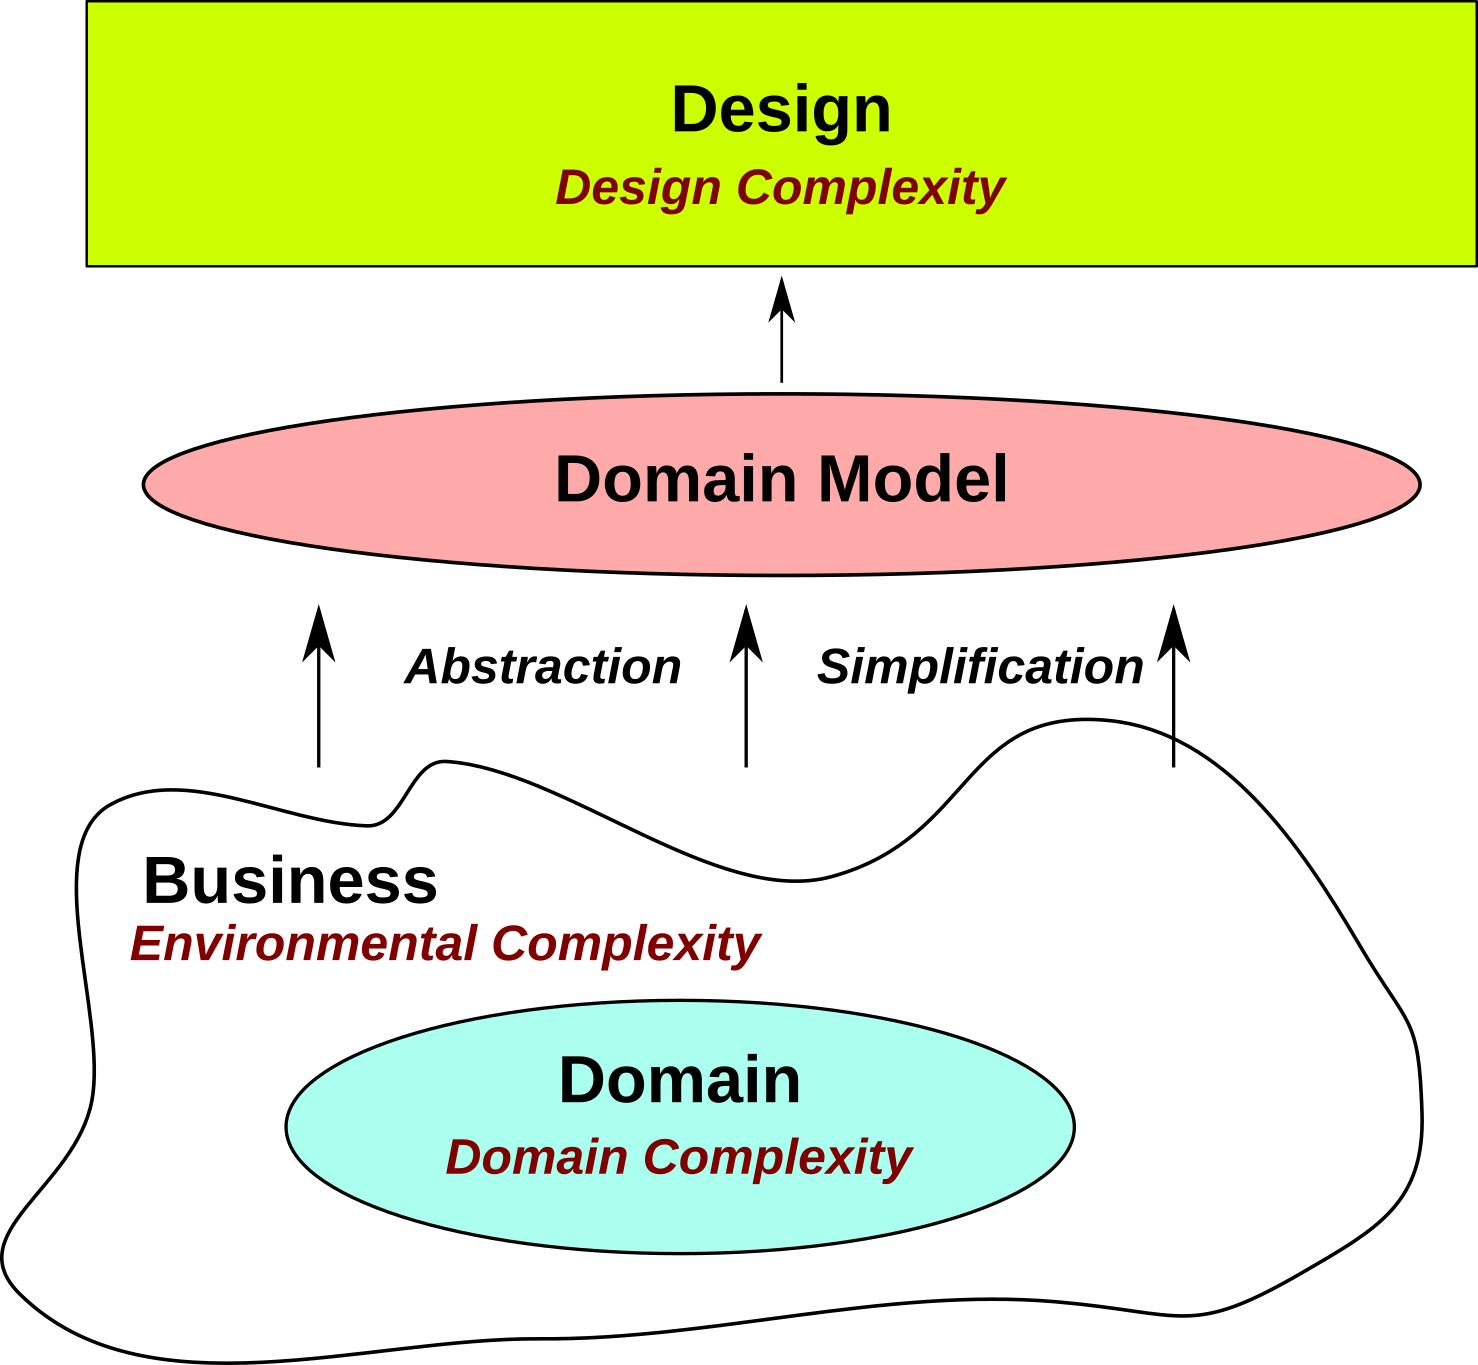 Design
Design Complexity
Domain Model
Abstraction
Simplification
Business
Environmental Complexity
Domain
Domain Complexity